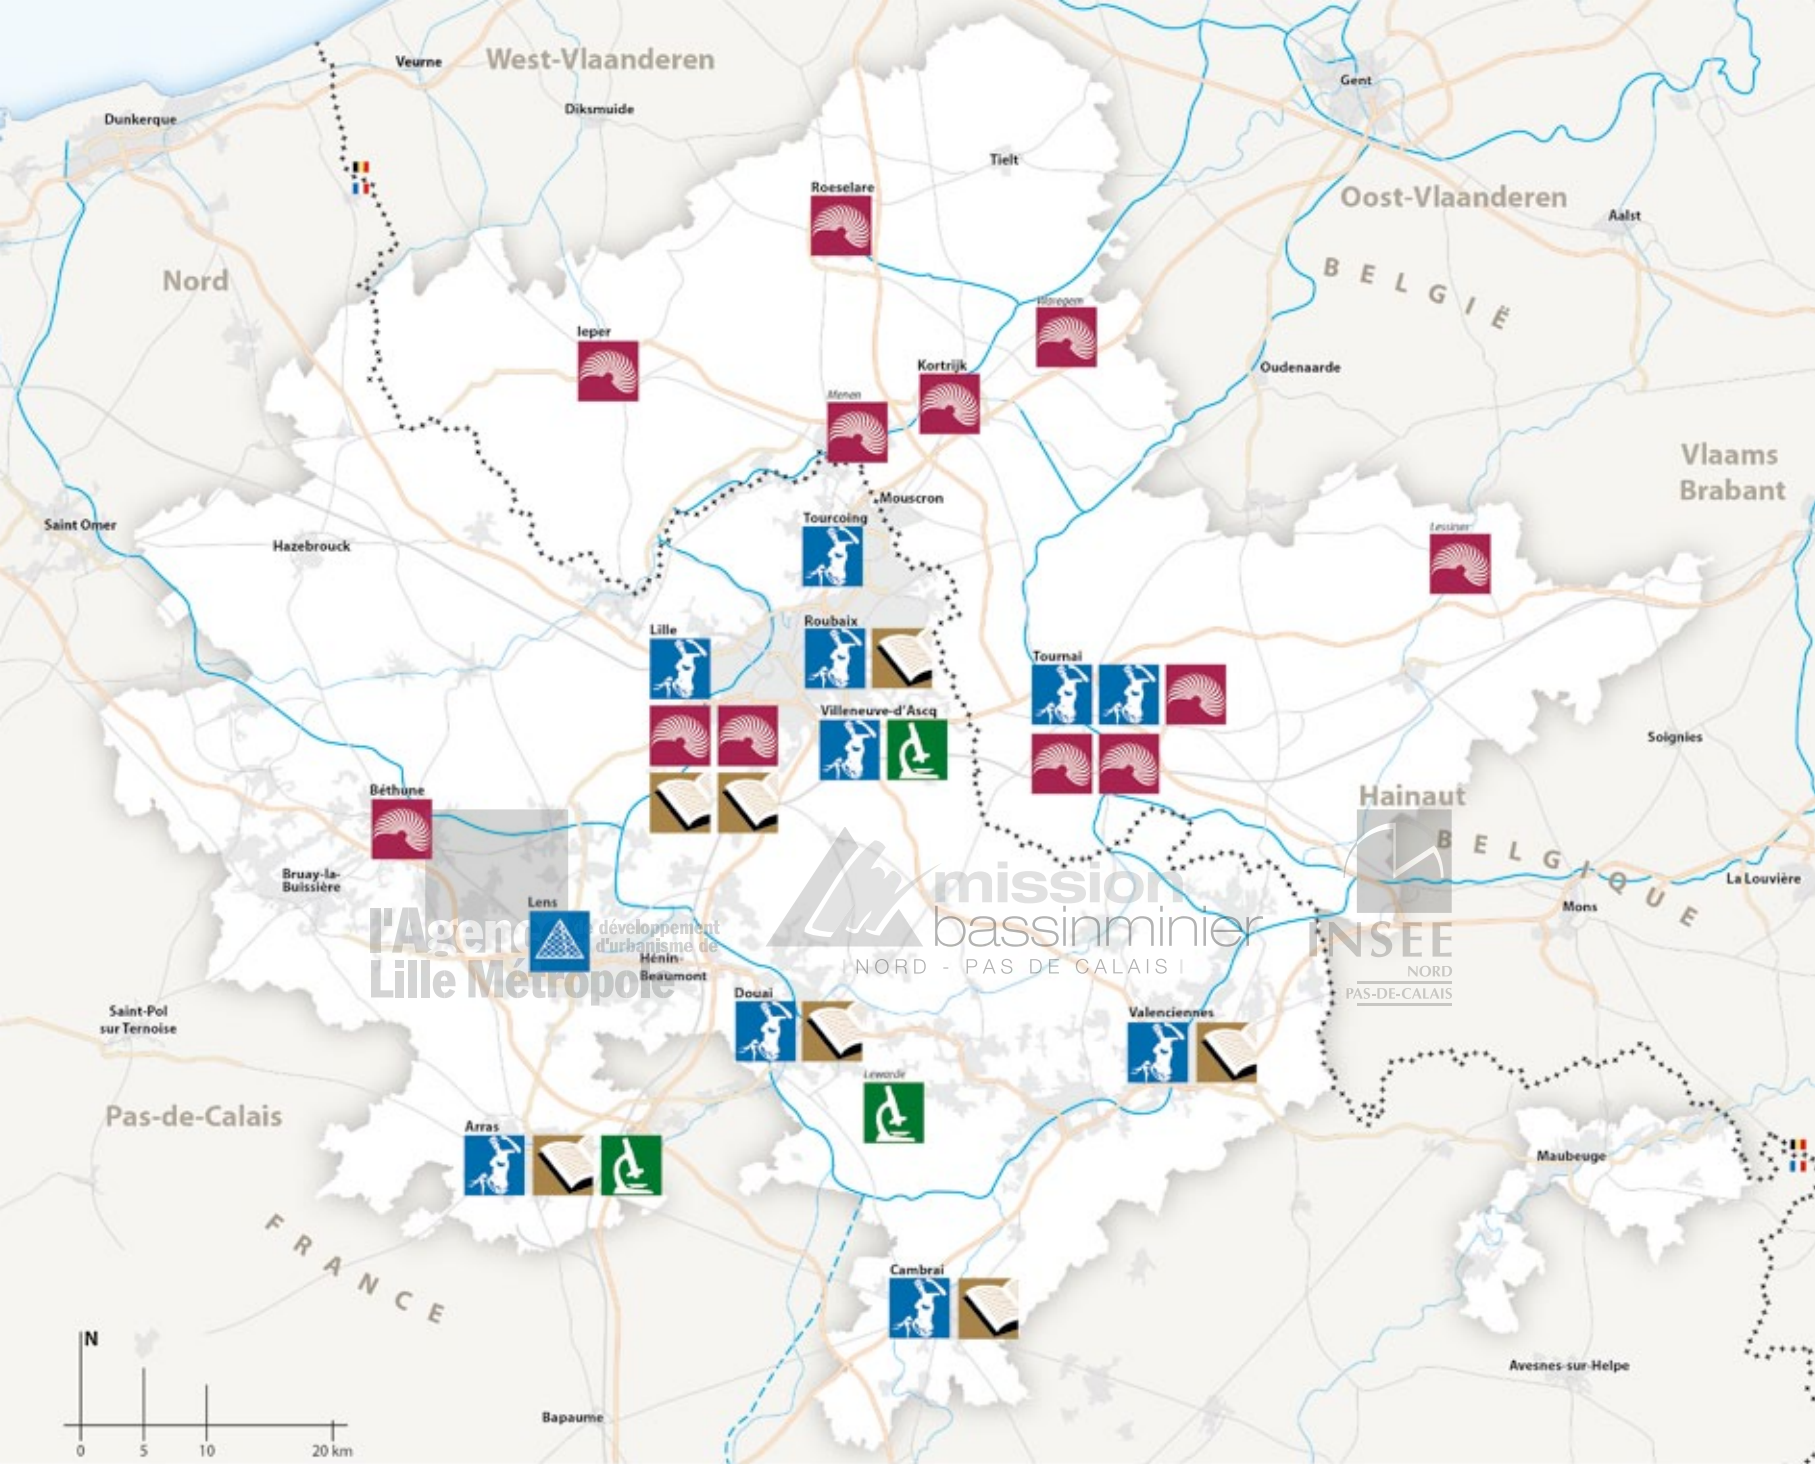 Veurne
West-Vlaanderen
Gent
Dunkerque
Diksmuide
Tielt
Roeselare
Oost-Vlaanderen
Aalst
Nord
BELGIË
Waregem
Ieper
Kortrijk
Oudenaarde
Menen
Vlaams
Brabant
Mouscron
Saint Omer
Tourcoing
Lessines
Hazebrouck
Lille
Roubaix
Tournai
Villeneuve-d'Ascq
Soignies
Béthune
Hainaut
BELGIQUE
Bruay-la-
Buissière
La Louvière
mission
bassinminier
NORD - PAS DE CALAIS
Mons
Lens
l'Agenc
de développement
d'urbanisme de
Lille Métropole
INSEE
NORD
PAS-DE-CALAIS
Hénin-
Beaumont
Douai
Valenciennes
Saint-Pol
sur Ternoise
Lewarde
Pas-de-Calais
Arras
Maubeuge
FRANCE
Cambrai
N
Avesnes-sur-Helpe
Bapaume
0 5 10 20 km